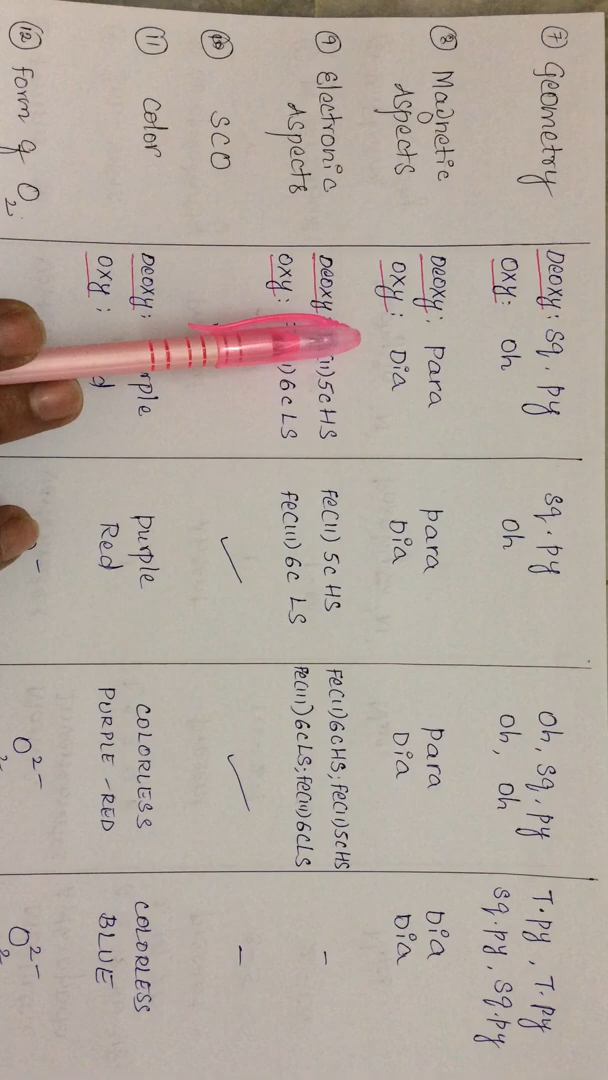 ⑦ Geometry
Deoxy: Sq. py
Oxy: Oh
Sq. py
Oh
Oh, Sq. py
Oh, Oh
T.py, T.py
Sq.py, Sq.py
⑧ Magnetic
Aspects
Deoxy: para
Oxy: Dia
para
Dia
para
Dia
Dia
Dia
⑨ Electronic
Aspects
Deoxy 5C HS
Oxy: 6C LS
Fe(II) 5C HS
Fe(III) 6C LS
Fe(II)6CHS; Fe(II)5CHS
Fe(III)6CLS; Fe(III)6CLS
-
⑩ SCO
✓
✓
-
⑪ Color
Deoxy:
Oxy:
purple
Red
COLORLESS
PURPLE-RED
COLORLESS
BLUE
⑫ Form of O₂.
O₂²⁻
O₂²⁻